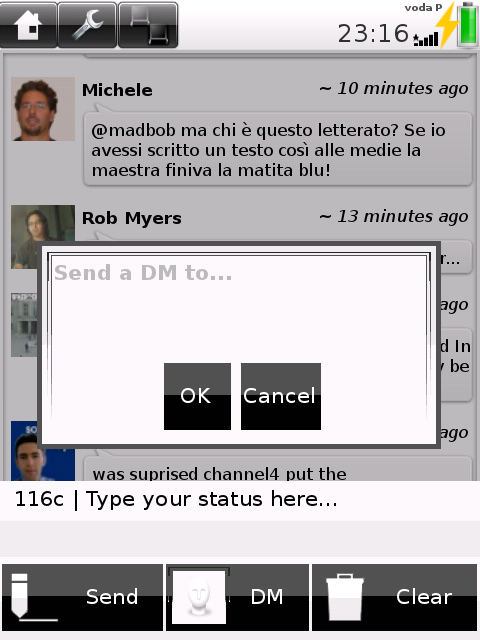 voda P
23:16
Michele
~ 10 minutes ago
@madbob ma chi è questo letterato? Se io
avessi scritto un testo così alle medie la
maestra finiva la matita blu!
Rob Myers
~ 13 minutes ago
r...
Send a DM to...
ago
d In
be
OK
Cancel
ago
was suprised channel4 put the
116c | Type your status here...
Send
DM
Clear